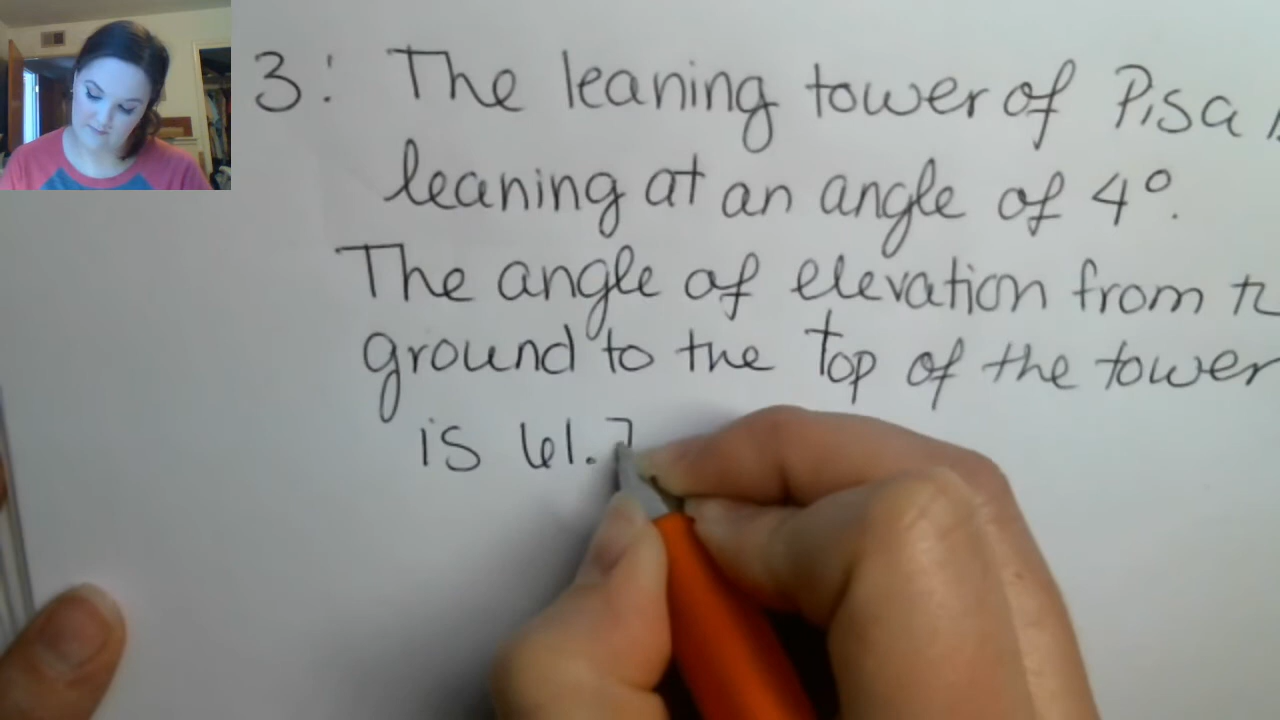 3: The leaning tower of Pisa
leaning at an angle of 4°.
The angle of elevation from
ground to the top of the tower
is 61.7